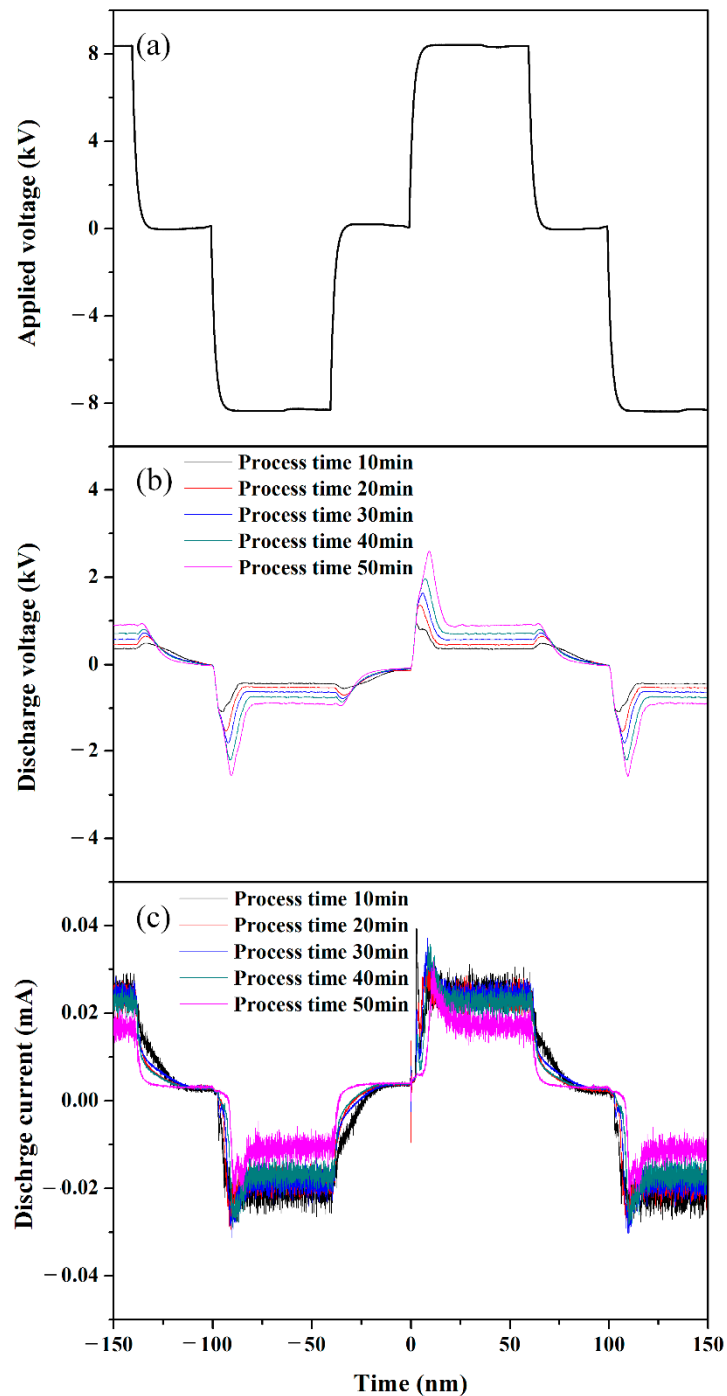 (a)
8
4
0
−4
−8
Applied voltage (kV)
(b)
Process time 10min
Process time 20min
Process time 30min
Process time 40min
Process time 50min
4
2
0
−2
−4
Discharge voltage (kV)
(c)
Process time 10min
Process time 20min
Process time 30min
Process time 40min
Process time 50min
0.04
0.02
0.00
−0.02
−0.04
Dischrge current (mA)
−150 −100 −50 0 50 100 150
Time (nm)